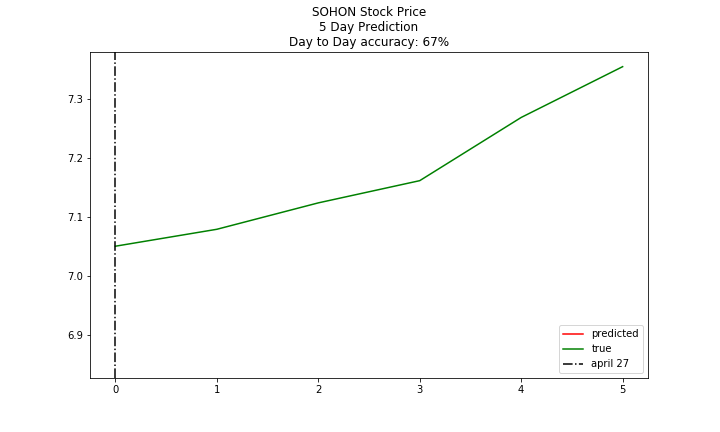 SOHON Stock Price
5 Day Prediction
Day to Day accuracy: 67%
7.3
7.2
7.1
7.0
6.9
predicted
true
april 27
0 1 2 3 4 5